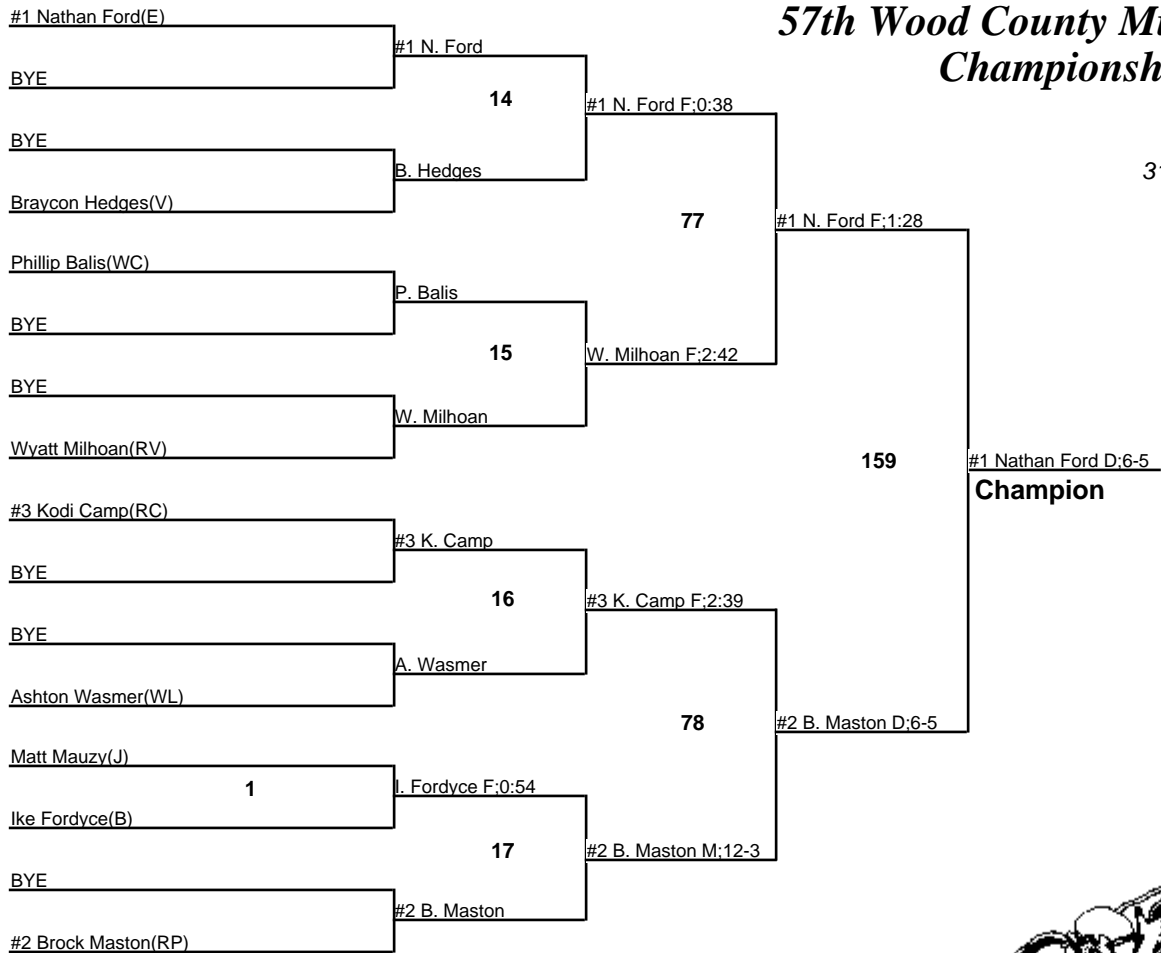 #1 Nathan Ford(E)
BYE
BYE
Braycon Hedges(V)
Phillip Balis(WC)
BYE
BYE
Wyatt Milhoan(RV)
#3 Kodi Camp(RC)
BYE
BYE
Ashton Wasmer(WL)
Matt Mauzy(J)
1
Ike Fordyce(B)
BYE
#2 Brock Maston(RP)
#1 N. Ford
14
B. Hedges
P. Balis
15
W. Milhoan
#3 K. Camp
16
A. Wasmer
I. Fordyce F;0:54
17
#2 B. Maston
#1 N. Ford F;0:38
77
W. Milhoan F;2:42
#3 K. Camp F;2:39
78
#2 B. Maston M;12-3
#1 N. Ford F;1:28
159
#2 B. Maston D;6-5
#1 Nathan Ford D;6-5
Champion
57th Wood County Mi
Championsh
31